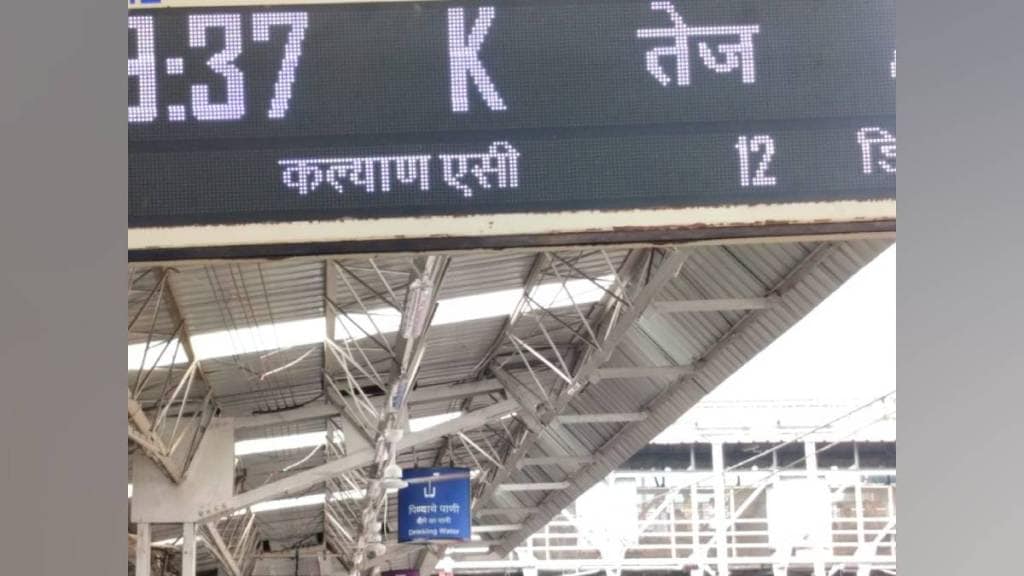 :37 K तेज
कल्याण एसी 12 डि
पिण्याचे पाणी
पीने का पानी
Drinking Water